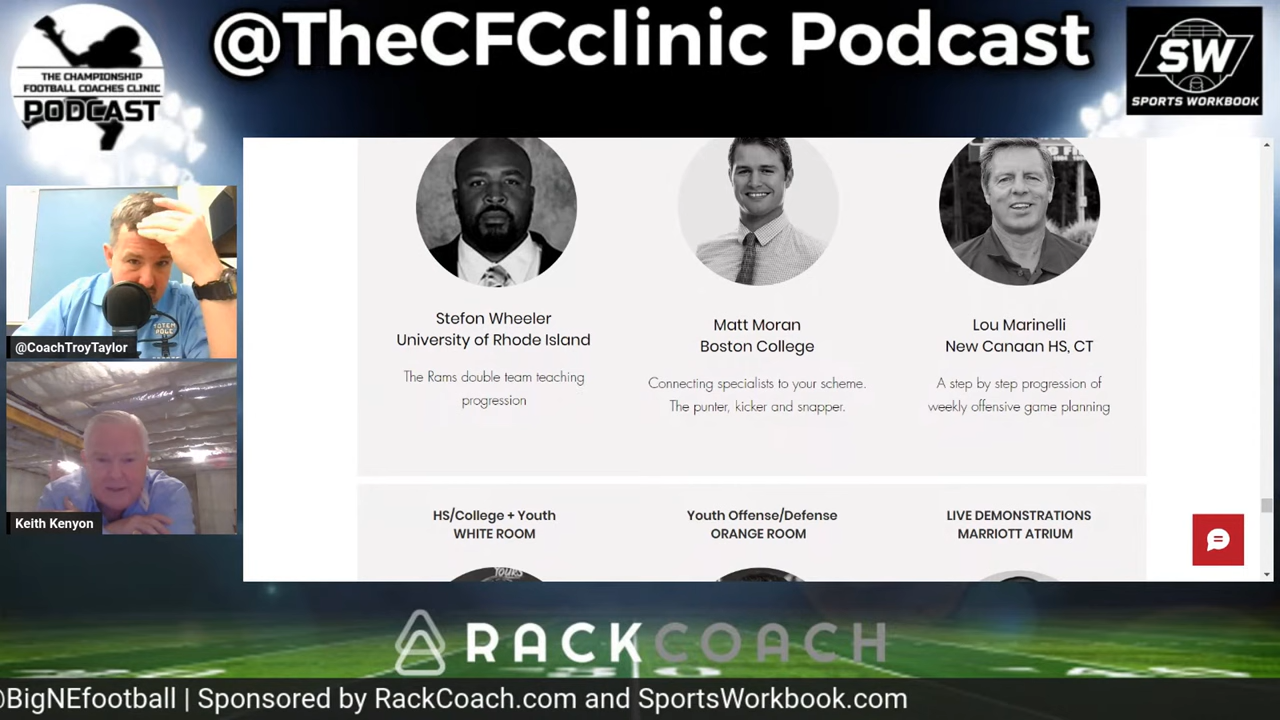 @TheCFCclinic Podcast
THE CHAMPIONSHIP
FOOTBALL COACHES CLINIC
PODCAST
SW
SPORTS WORKBOOK
@CoachTroyTaylor
TOTEM
POLE
Keith Kenyon
Stefon Wheeler
University of Rhode Island
The Rams double team teaching
progression
Matt Moran
Boston College
Connecting specialists to your scheme.
The punter, kicker and snapper.
Lou Marinelli
New Canaan HS, CT
A step by step progression of
weekly offensive game planning
HS/College + Youth
WHITE ROOM
Youth Offense/Defense
ORANGE ROOM
LIVE DEMONSTRATIONS
MARRIOTT ATRIUM
RACKCOACH
@BigNEfootball | Sponsored by RackCoach.com and SportsWorkbook.com